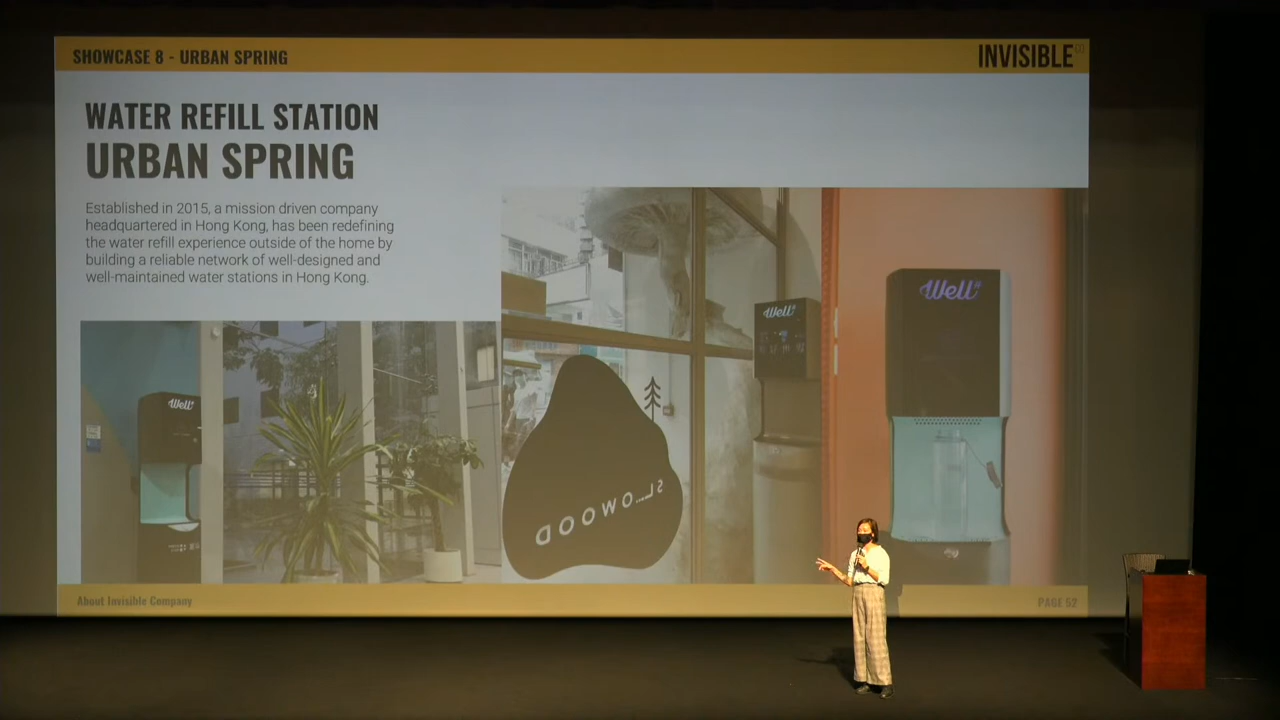 SHOWCASE 8 - URBAN SPRING
INVISIBLE
WATER REFILL STATION
URBAN SPRING
Established in 2015, a mission driven company
headquartered in Hong Kong, has been redefining
the water refill experience outside of the home by
building a reliable network of well-designed and
well-maintained water stations in Hong Kong.
Well
Well
Well
SL...OWOOD
About Invisible Company
PAGE 52